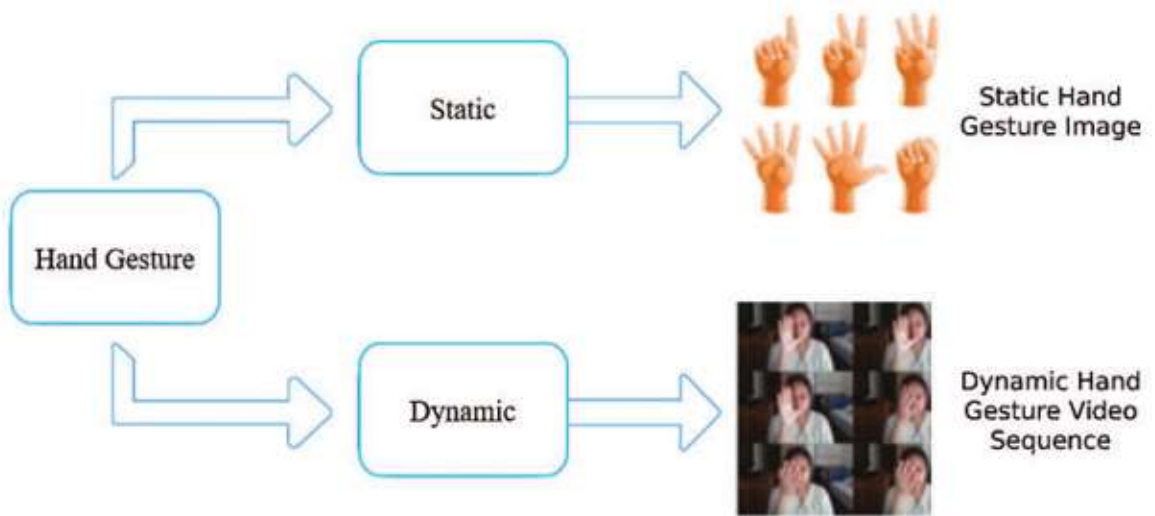 Static
Static Hand
Gesture Image
Hand Gesture
Dynamic
Dynamic Hand
Gesture Video
Sequence